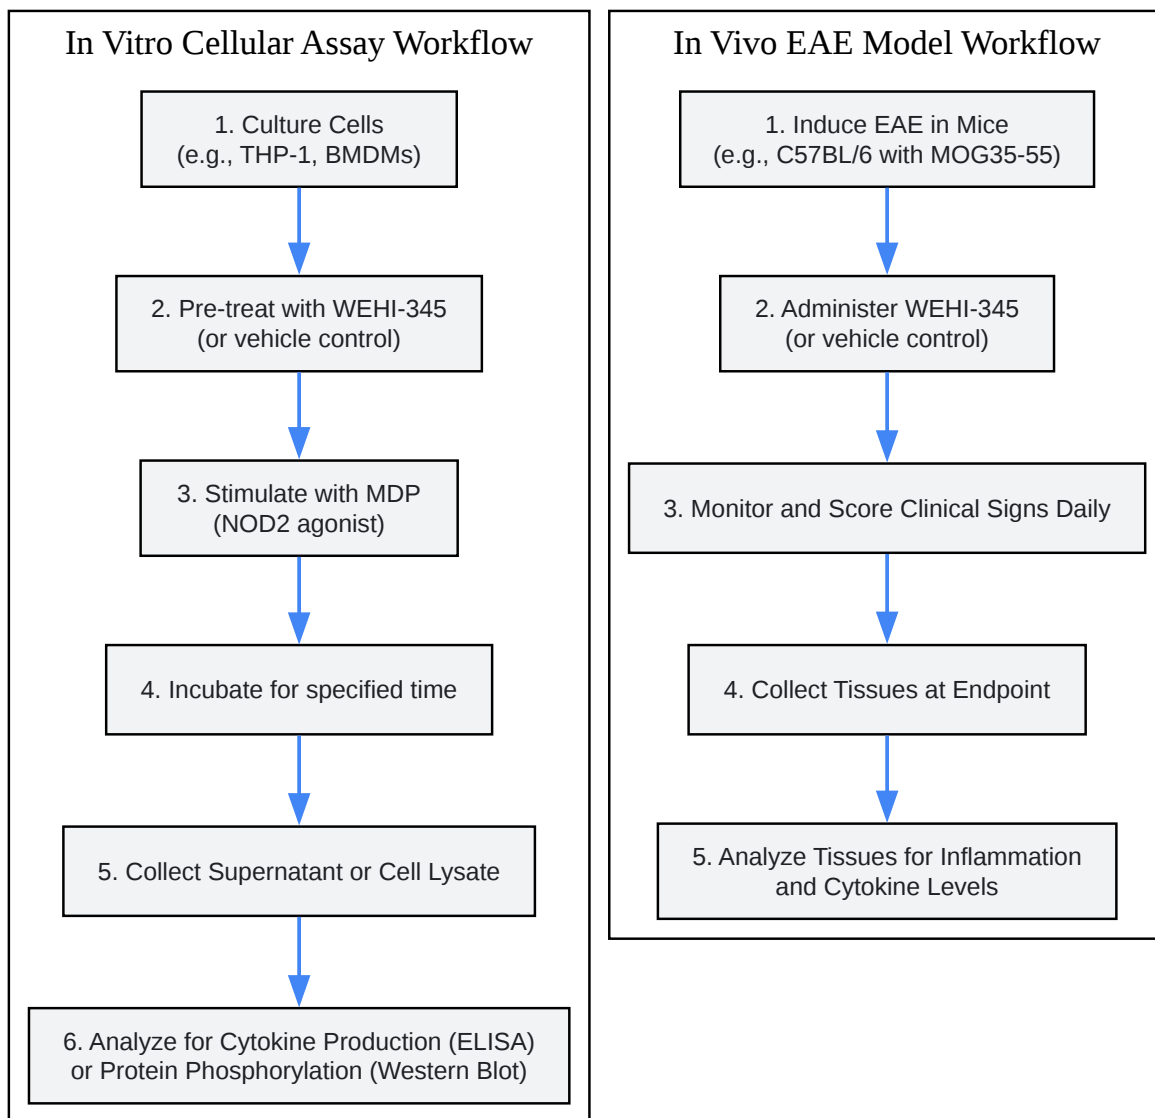 In Vitro Cellular Assay Workflow
1. Culture Cells
(e.g., THP-1, BMDMs)
2. Pre-treat with WEHI-345
(or vehicle control)
3. Stimulate with MDP
(NOD2 agonist)
4. Incubate for specified time
5. Collect Supernatant or Cell Lysate
6. Analyze for Cytokine Production (ELISA)
or Protein Phosphorylation (Western Blot)
In Vivo EAE Model Workflow
1. Induce EAE in Mice
(e.g., C57BL/6 with MOG35-55)
2. Administer WEHI-345
(or vehicle control)
3. Monitor and Score Clinical Signs Daily
4. Collect Tissues at Endpoint
5. Analyze Tissues for Inflammation
and Cytokine Levels